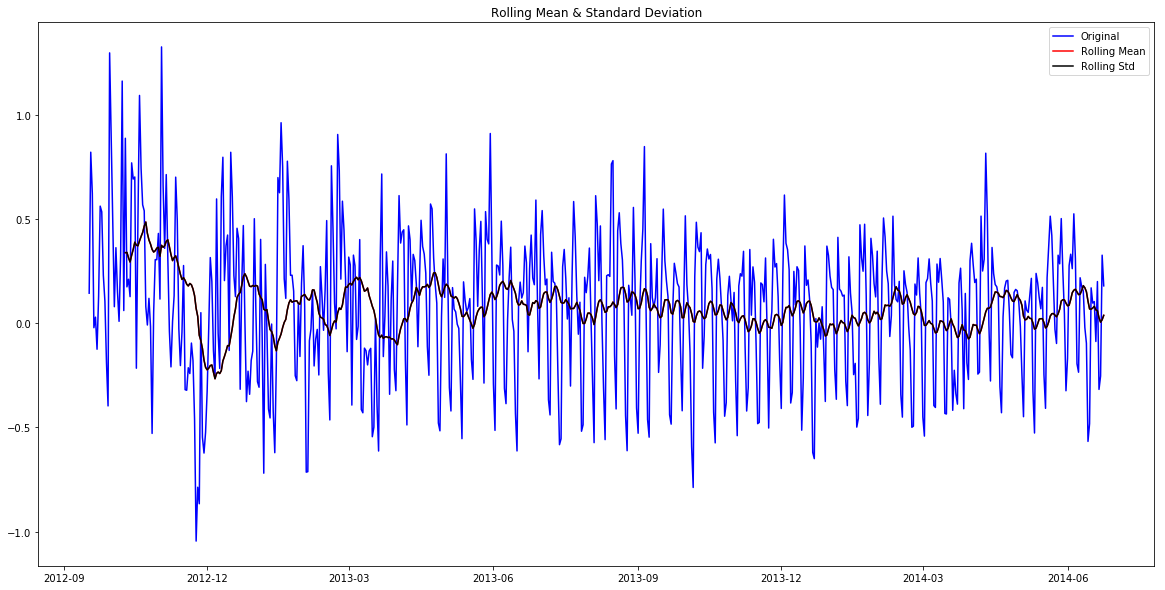 Rolling Mean & Standard Deviation
Original
Rolling Mean
Rolling Std
1.0
0.5
0.0
−0.5
−1.0
2012-09 2012-12 2013-03 2013-06 2013-09 2013-12 2014-03 2014-06